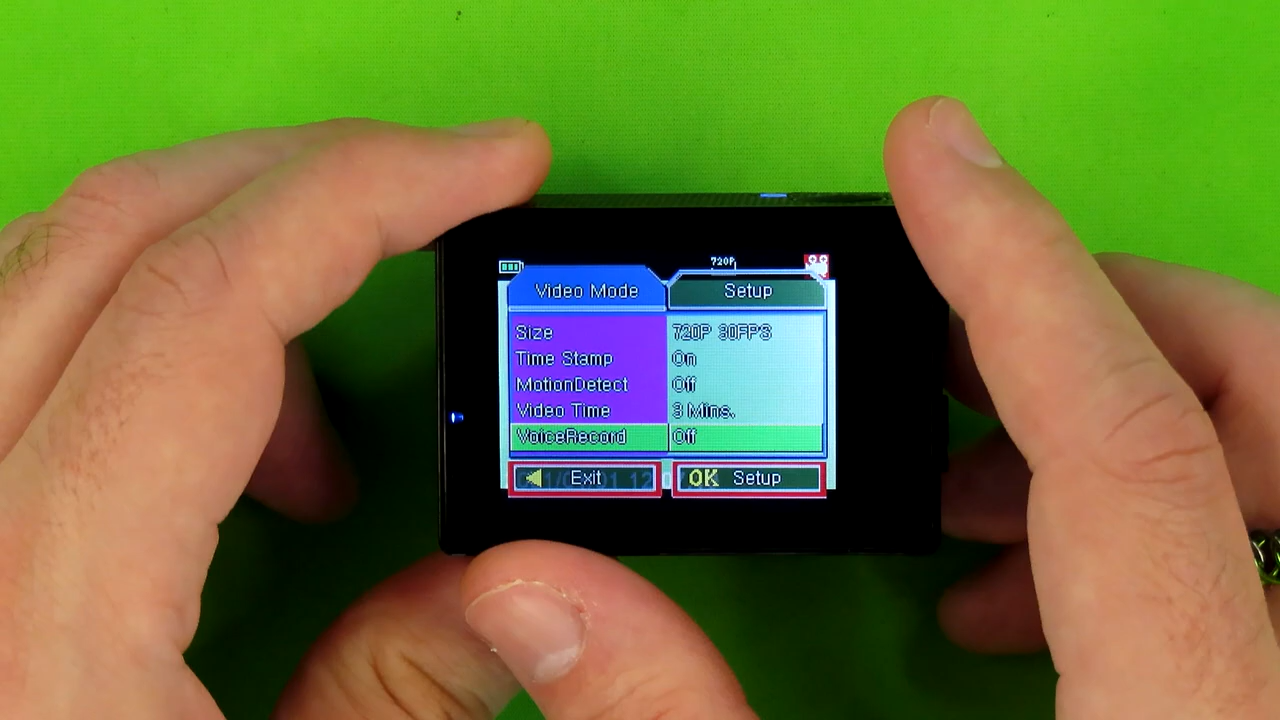 720P
Video Mode Setup
Size 720P 30FPS
Time Stamp On
MotionDetect Off
Video Time 3 Mins.
VoiceRecord Off
Exit OK Setup